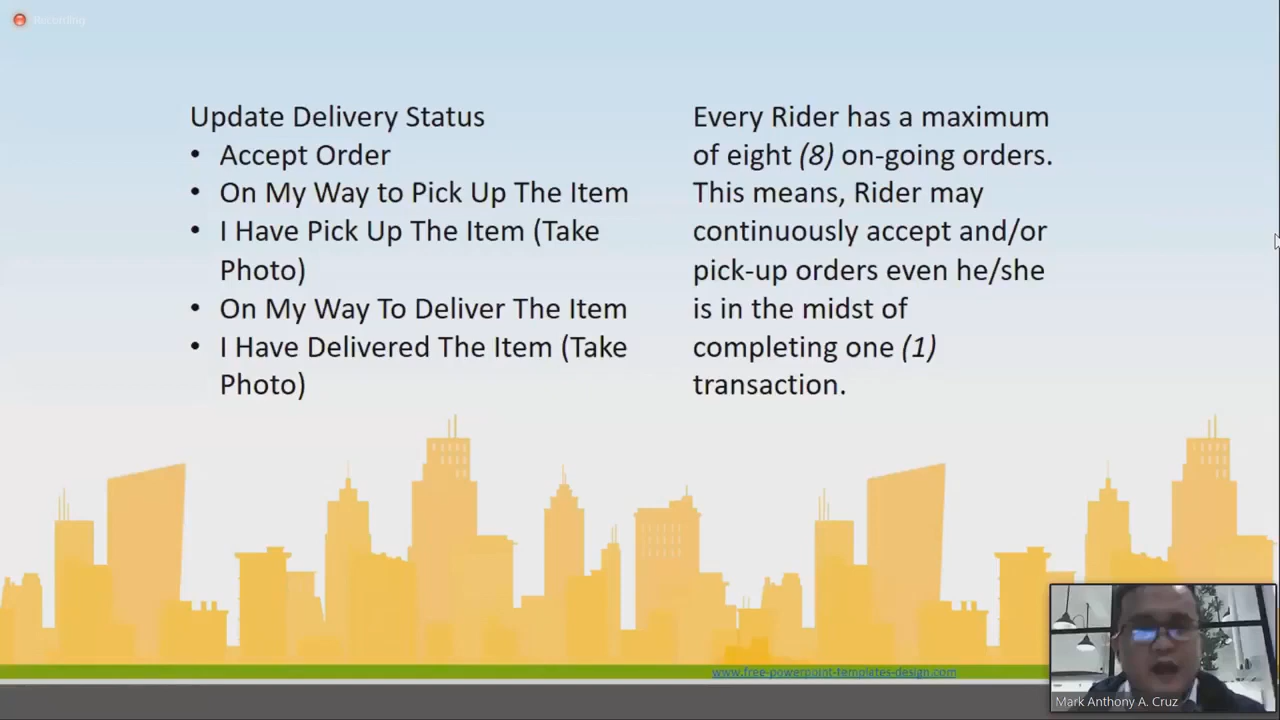 Recording
Update Delivery Status
• Accept Order
• On My Way to Pick Up The Item
• I Have Pick Up The Item (Take
Photo)
• On My Way To Deliver The Item
• I Have Delivered The Item (Take
Photo)
Every Rider has a maximum
of eight (8) on-going orders.
This means, Rider may
continuously accept and/or
pick-up orders even he/she
is in the midst of
completing one (1)
transaction.
www.free-powerpoint-templates-design.com
Mark Anthony A. Cruz